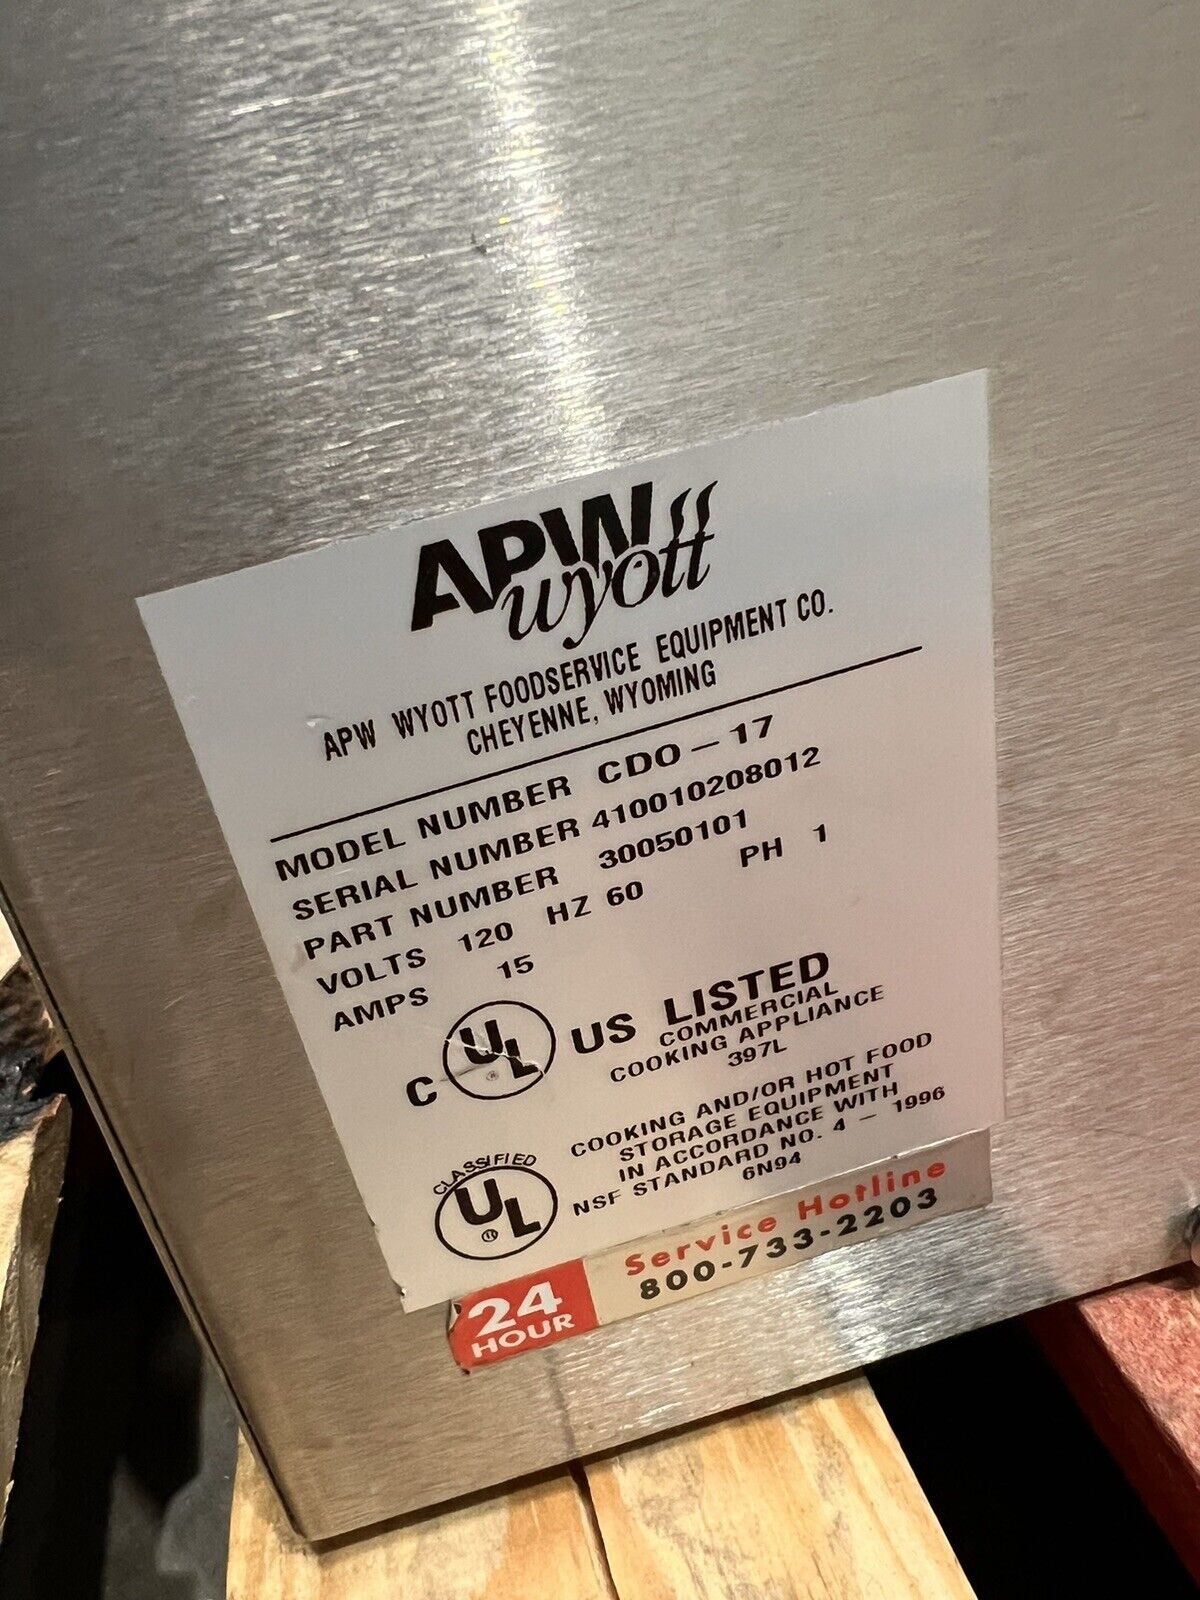 APW
wyott
APW WYOTT FOODSERVICE EQUIPMENT CO.
CHEYENNE, WYOMING
MODEL NUMBER CDO-17
SERIAL NUMBER 410010208012
PART NUMBER 30050101
VOLTS 120 HZ 60 PH 1
AMPS 15
C UL ® US LISTED
COMMERCIAL
COOKING APPLIANCE
397L
CLASSIFIED
UL ®
COOKING AND/OR HOT FOOD
STORAGE EQUIPMENT
IN ACCORDANCE WITH
NSF STANDARD NO. 4 - 1996
6N94
24
HOUR
Service Hotline
800-733-2203